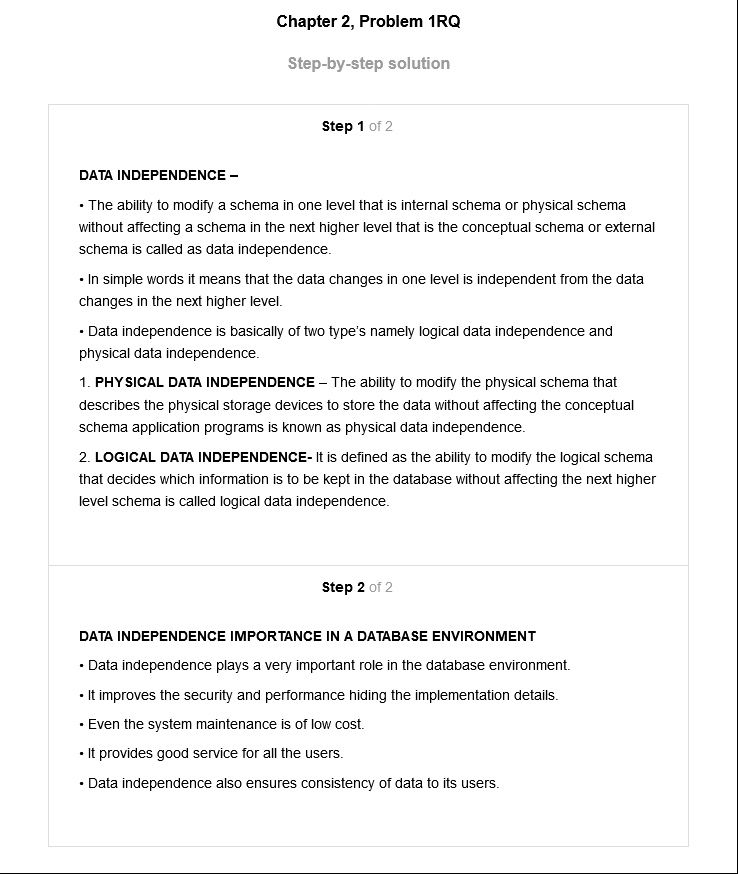 Chapter 2, Problem 1RQ
Step-by-step solution
Step 1 of 2
DATA INDEPENDENCE –
• The ability to modify a schema in one level that is internal schema or physical schema
without affecting a schema in the next higher level that is the conceptual schema or external
schema is called as data independence.
• In simple words it means that the data changes in one level is independent from the data
changes in the next higher level.
• Data independence is basically of two type's namely logical data independence and
physical data independence.
1. PHYSICAL DATA INDEPENDENCE – The ability to modify the physical schema that
describes the physical storage devices to store the data without affecting the conceptual
schema application programs is known as physical data independence.
2. LOGICAL DATA INDEPENDENCE- It is defined as the ability to modify the logical schema
that decides which information is to be kept in the database without affecting the next higher
level schema is called logical data independence.
Step 2 of 2
DATA INDEPENDENCE IMPORTANCE IN A DATABASE ENVIRONMENT
• Data independence plays a very important role in the database environment.
• It improves the security and performance hiding the implementation details.
• Even the system maintenance is of low cost.
• It provides good service for all the users.
• Data independence also ensures consistency of data to its users.